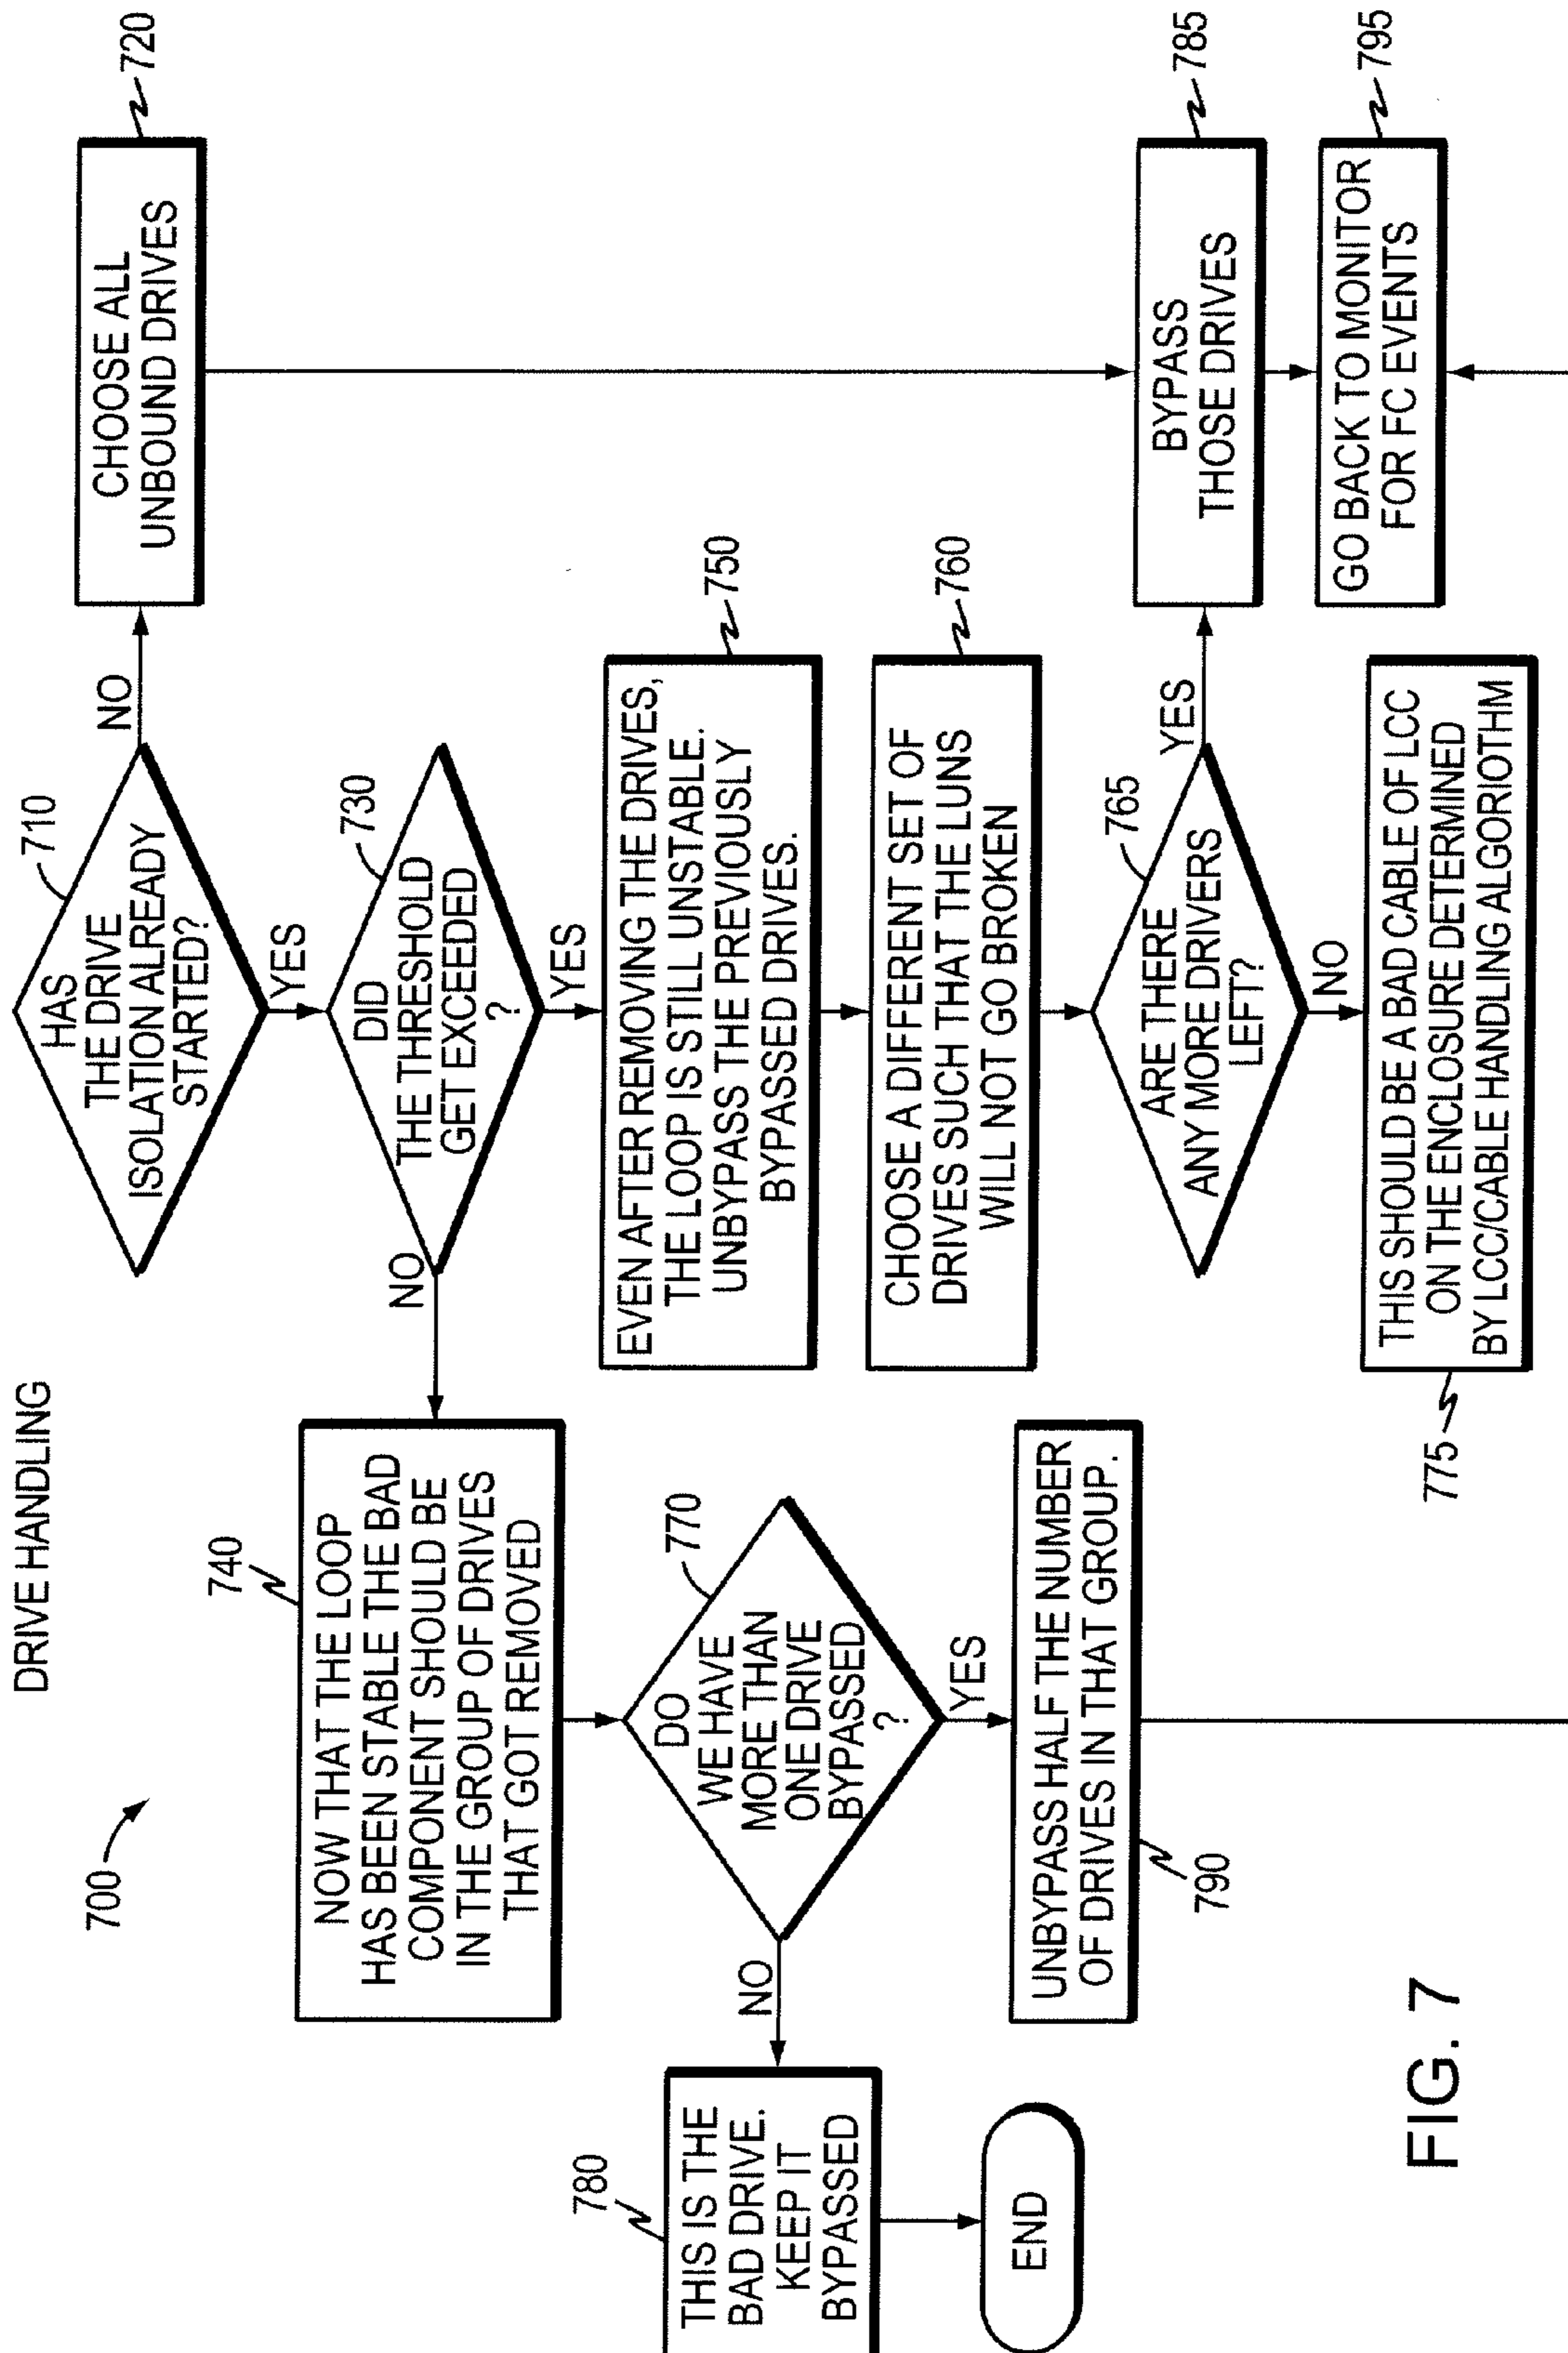 DRIVE HANDLING
700
HAS
THE DRIVE
ISOLATION ALREADY
STARTED?
710
NO
CHOOSE ALL
UNBOUND DRIVES
720
YES
DID
THE THRESHOLD
GET EXCEEDED
?
730
NO
NOW THAT THE LOOP
HAS BEEN STABLE THE BAD
COMPONENT SHOULD BE
IN THE GROUP OF DRIVES
THAT GOT REMOVED
740
YES
EVEN AFTER REMOVING THE DRIVES,
THE LOOP IS STILL UNSTABLE.
UNBYPASS THE PREVIOUSLY
BYPASSED DRIVES.
750
CHOOSE A DIFFERENT SET OF
DRIVES SUCH THAT THE LUNS
WILL NOT GO BROKEN
760
DO
WE HAVE
MORE THAN
ONE DRIVE
BYPASSED
?
770
NO
THIS IS THE
BAD DRIVE.
KEEP IT
BYPASSED
780
END
YES
UNBYPASS HALF THE NUMBER
OF DRIVES IN THAT GROUP.
790
ARE THERE
ANY MORE DRIVERS
LEFT?
765
YES
BYPASS
THOSE DRIVES
785
GO BACK TO MONITOR
FOR FC EVENTS
795
NO
THIS SHOULD BE A BAD CABLE OF LCC
ON THE ENCLOSURE DETERMINED
BY LCC/CABLE HANDLING ALGORIOTHM
775
FIG. 7